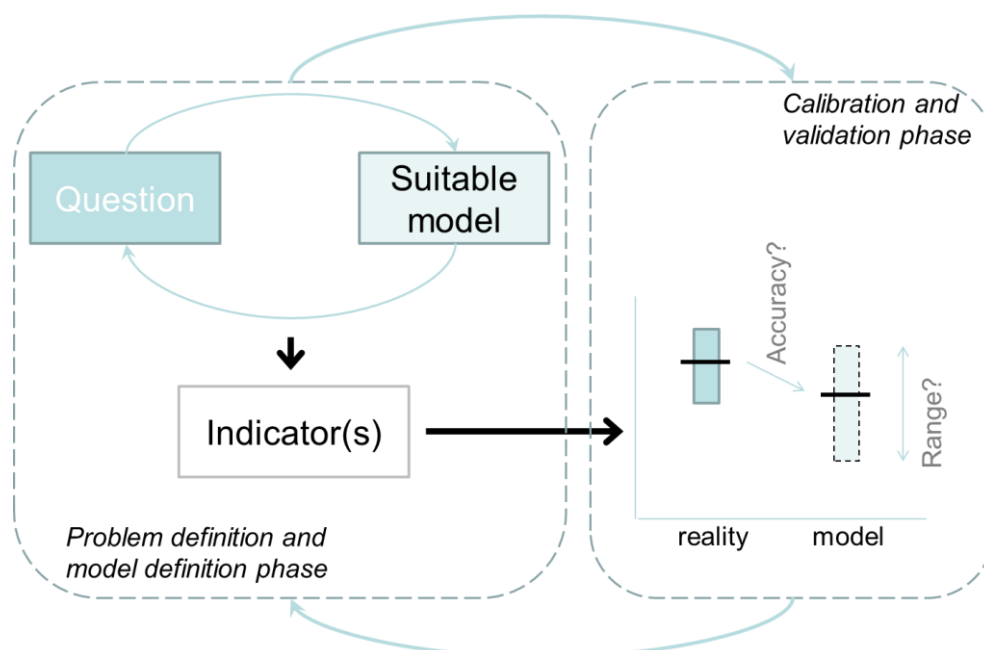 Calibration and
validation phase
Question
Suitable
model
Accuracy?
Range?
Indicator(s)
reality
model
Problem definition and
model definition phase